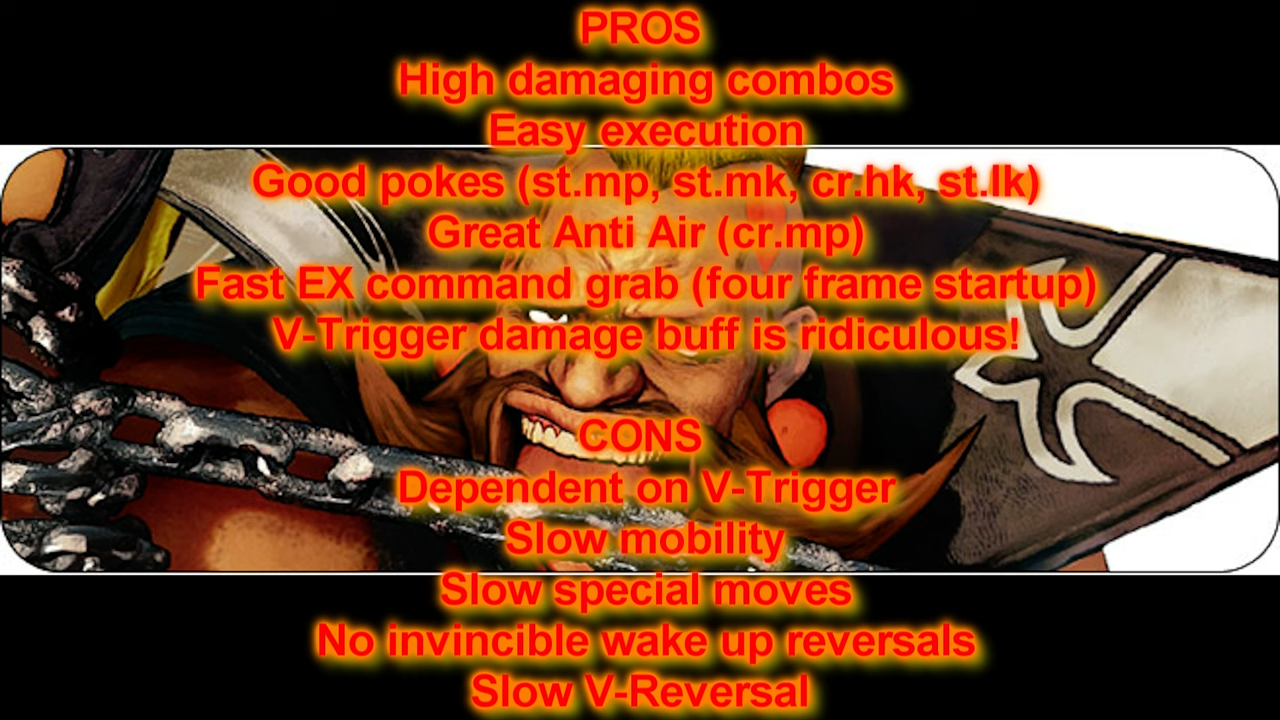 PROS
High damaging combos
Easy execution
Good pokes (st.mp, st.mk, cr.hk, st.lk)
Great Anti Air (cr.mp)
Fast EX command grab (four frame startup)
V-Trigger damage buff is ridiculous!
CONS
Dependent on V-Trigger
Slow mobility
Slow special moves
No invincible wake up reversals
Slow V-Reversal